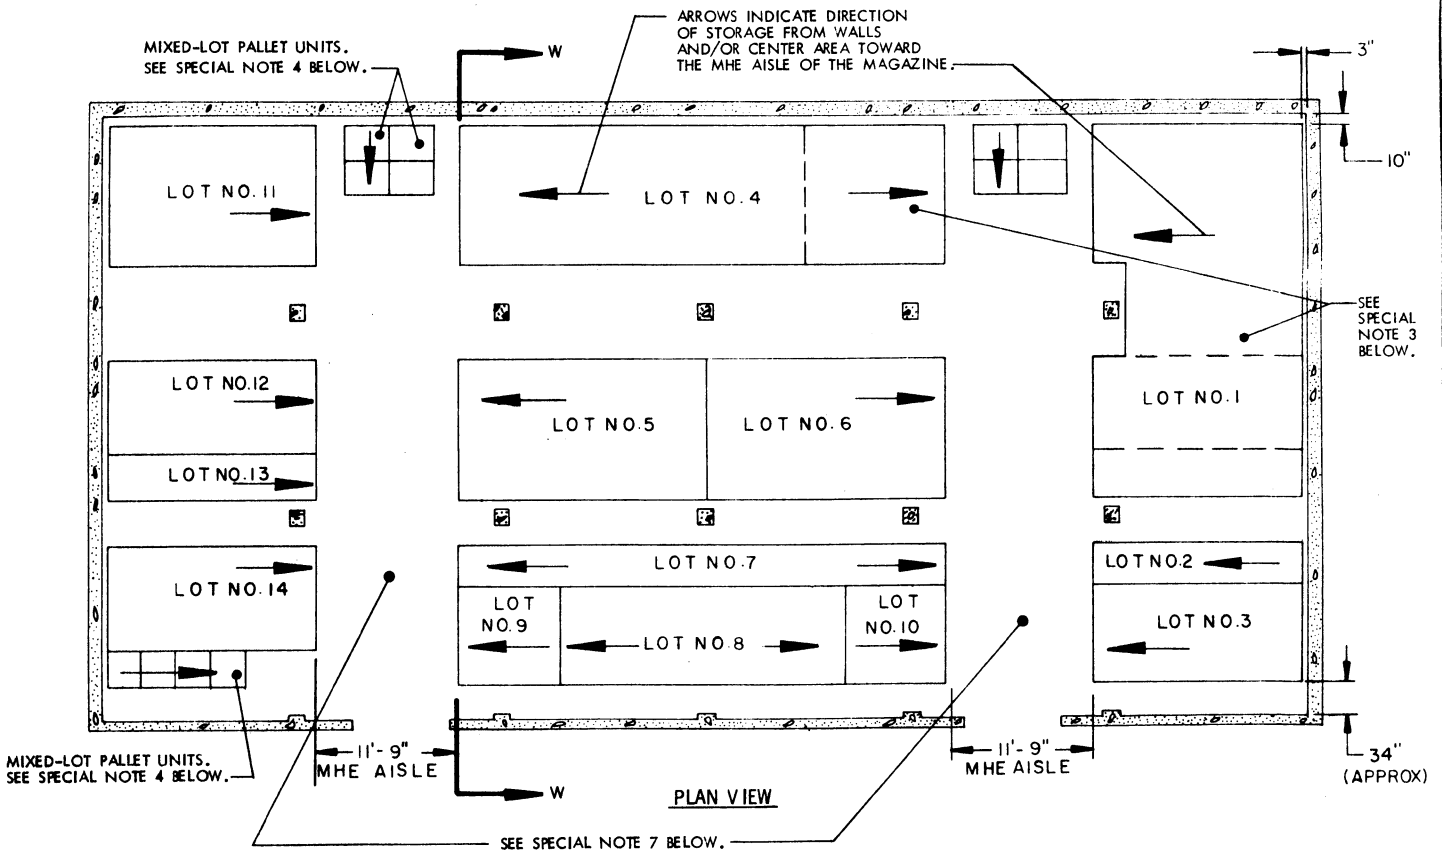 ARROWS INDICATE DIRECTION
OF STORAGE FROM WALLS
AND/OR CENTER AREA TOWARD
THE MHE AISLE OF THE MAGAZINE.
MIXED-LOT PALLET UNITS.
SEE SPECIAL NOTE 4 BELOW.
W
3"
10"
LOT NO. 11
LOT NO. 4
SEE
SPECIAL
NOTE 3
BELOW.
LOT NO. 12
LOT NO. 5
LOT NO. 6
LOT NO. 1
LOT NO. 13
LOT NO. 7
LOT NO. 2
LOT NO. 14
LOT
NO. 9
LOT NO. 8
LOT
NO. 10
LOT NO. 3
MIXED-LOT PALLET UNITS.
SEE SPECIAL NOTE 4 BELOW.
11'-9"
MHE AISLE
11'-9"
MHE AISLE
34"
(APPROX)
W
PLAN VIEW
SEE SPECIAL NOTE 7 BELOW.